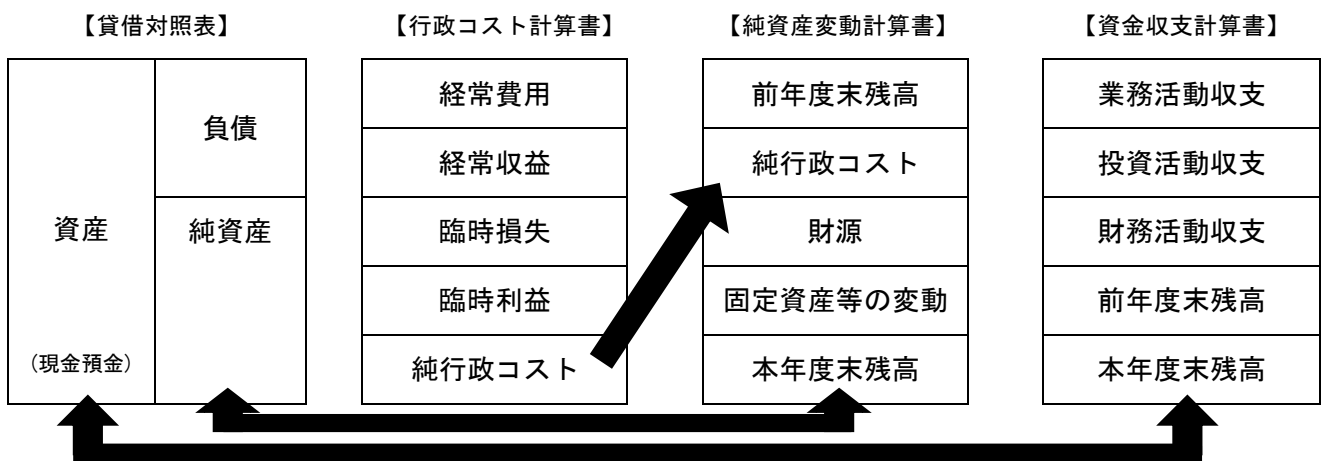 【貸借対照表】
資産
(現金預金)
負債
純資産
【行政コスト計算書】
経常費用
経常収益
臨時損失
臨時利益
純行政コスト
【純資産変動計算書】
前年度末残高
純行政コスト
財源
固定資産等の変動
本年度末残高
【資金収支計算書】
業務活動収支
投資活動収支
財務活動収支
前年度末残高
本年度末残高